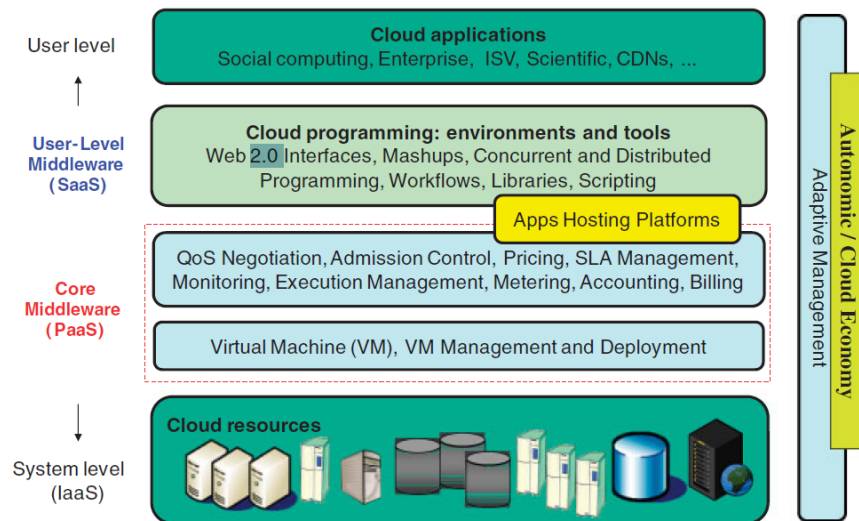 User level
Cloud applications
Social computing, Enterprise, ISV, Scientific, CDNs, ...
User-Level
Middleware
(SaaS)
Cloud programming: environments and tools
Web 2.0 Interfaces, Mashups, Concurrent and Distributed
Programming, Workflows, Libraries, Scripting
Apps Hosting Platforms
Core
Middleware
(PaaS)
QoS Negotiation, Admission Control, Pricing, SLA Management,
Monitoring, Execution Management, Metering, Accounting, Billing
Virtual Machine (VM), VM Management and Deployment
System level
(IaaS)
Cloud resources
Adaptive Management
Autonomic / Cloud Economy